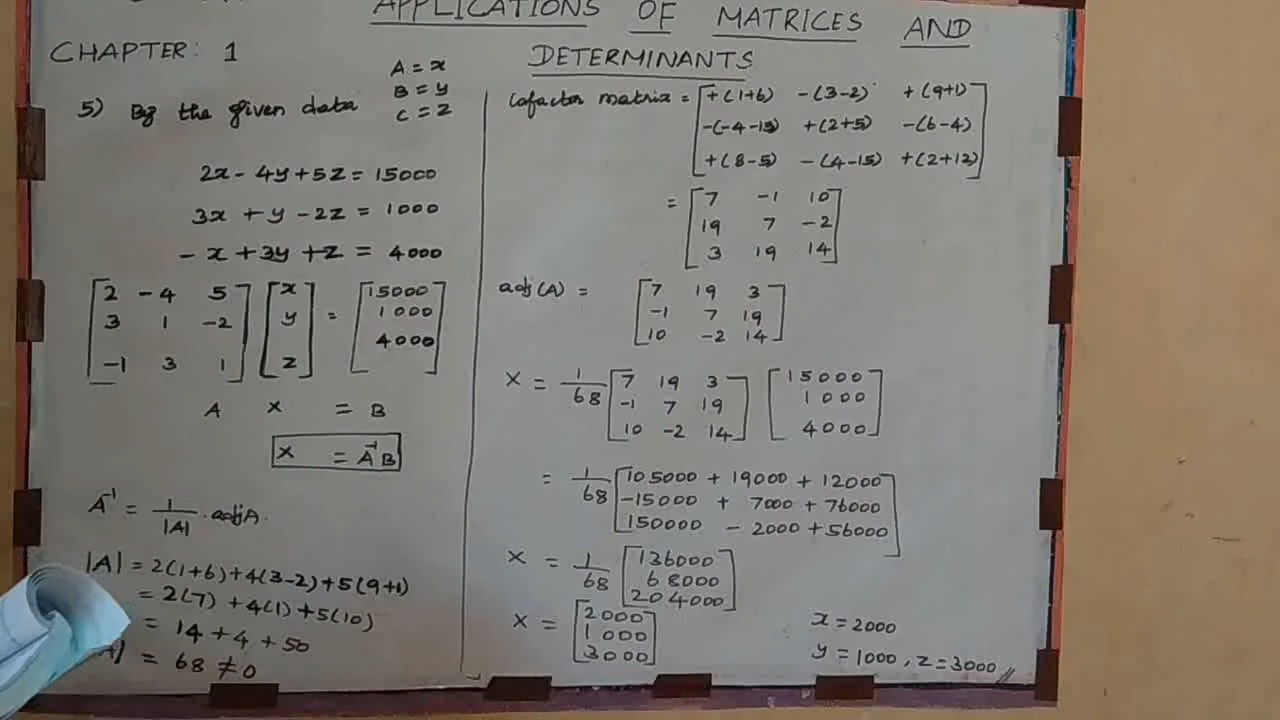 APPLICATIONS OF MATRICES AND
DETERMINANTS
CHAPTER: 1
5) By the given data
A = x
B = y
C = z
2x - 4y + 5z = 15000
3x + y - 2z = 1000
- x + 3y + z = 4000
[2 -4 5] [x] = [15000]
[3 1 -2] [y] [1000]
[-1 3 1] [z] [4000]
A X = B
X = A⁻¹B
A⁻¹ = 1/|A| . adjA.
|A| = 2(1+6)+4(3-2)+5(9+1)
= 2(7) + 4(1) + 5(10)
= 14 + 4 + 50
|A| = 68 ≠ 0
Cofactor matrix = [+(1+6) -(3-2) +(9+1)]
[-(-4-15) +(2+5) -(6-4)]
[+(8-5) -(-4-15) +(2+12)]
= [7 -1 10]
[19 7 -2]
[3 19 14]
adj(A) = [7 19 3]
[-1 7 19]
[10 -2 14]
X = 1/68 [7 19 3] [15000]
[-1 7 19] [1000]
[10 -2 14] [4000]
= 1/68 [105000 + 19000 + 12000]
[-15000 + 7000 + 76000]
[150000 - 2000 + 56000]
X = 1/68 [136000]
[68000]
[204000]
X = [2000]
[1000]
[3000]
x = 2000
y = 1000, z = 3000 //